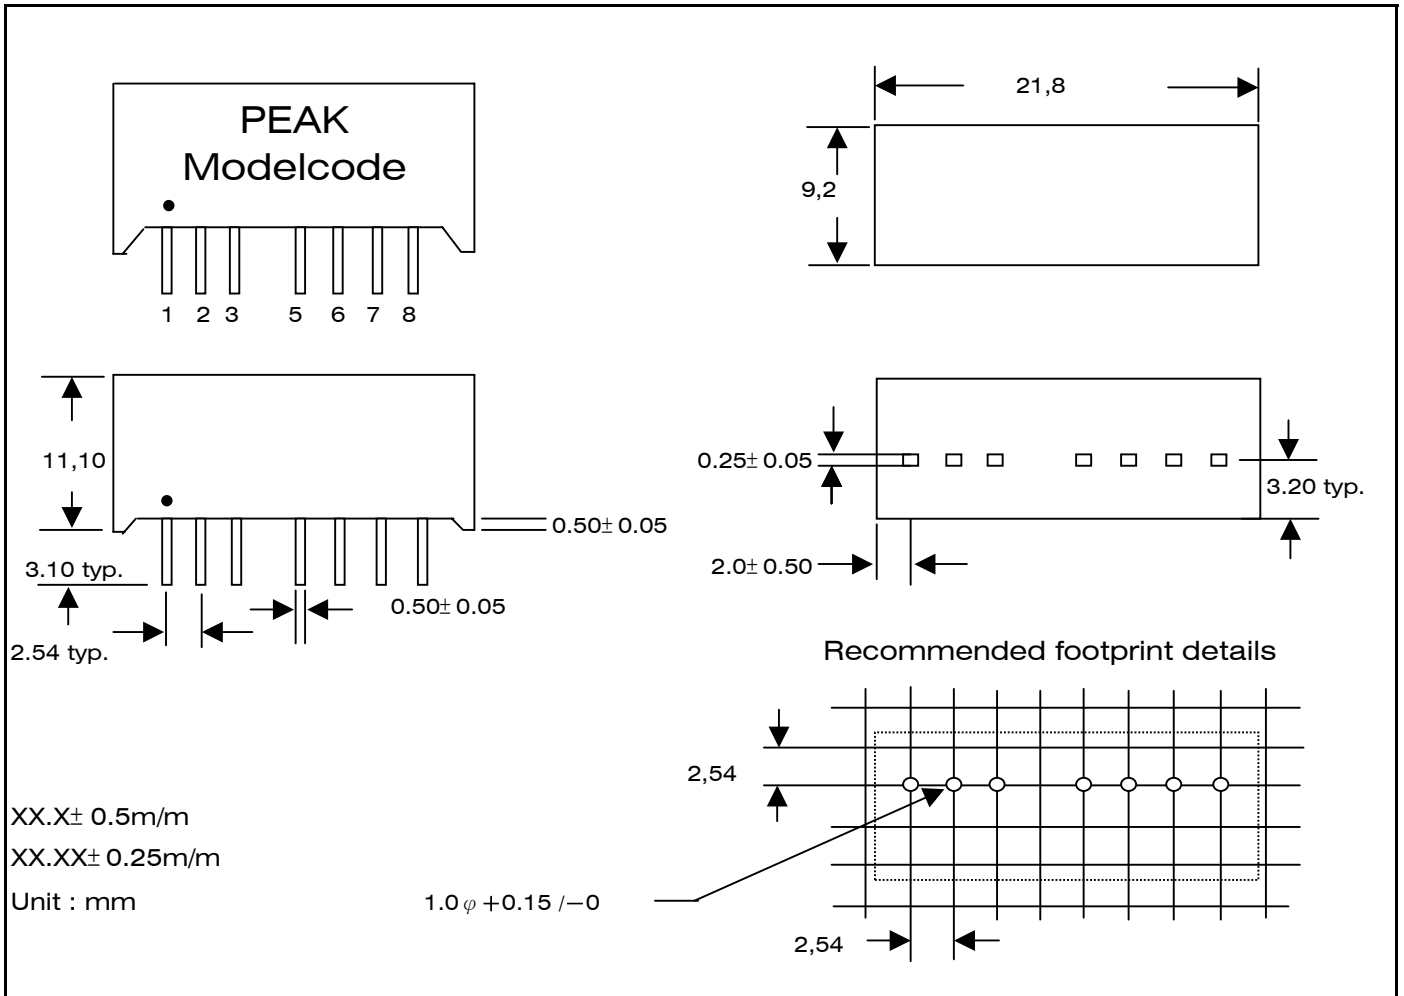 PEAK
Modelcode
1 2 3 5 6 7 8
21,8
9,2
11,10
3.10 typ.
2.54 typ.
0.50± 0.05
0.50± 0.05
0.25± 0.05
3.20 typ.
2.0± 0.50
Recommended footprint details
2,54
2,54
1.0 φ +0.15 /−0
XX.X± 0.5m/m
XX.XX± 0.25m/m
Unit : mm